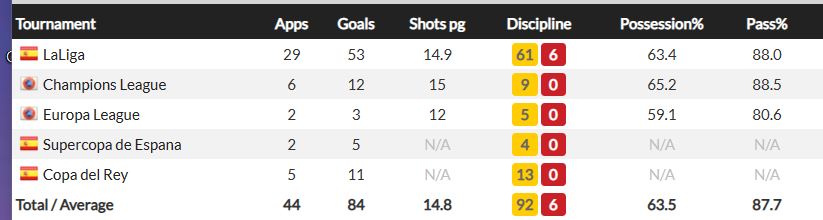 Tournament Apps Goals Shots pg Discipline Possession% Pass%
LaLiga 29 53 14.9 61 6 63.4 88.0
Champions League 6 12 15 9 0 65.2 88.5
Europa League 2 3 12 5 0 59.1 80.6
Supercopa de Espana 2 5 N/A 4 0 N/A N/A
Copa del Rey 5 11 N/A 13 0 N/A N/A
Total / Average 44 84 14.8 92 6 63.5 87.7